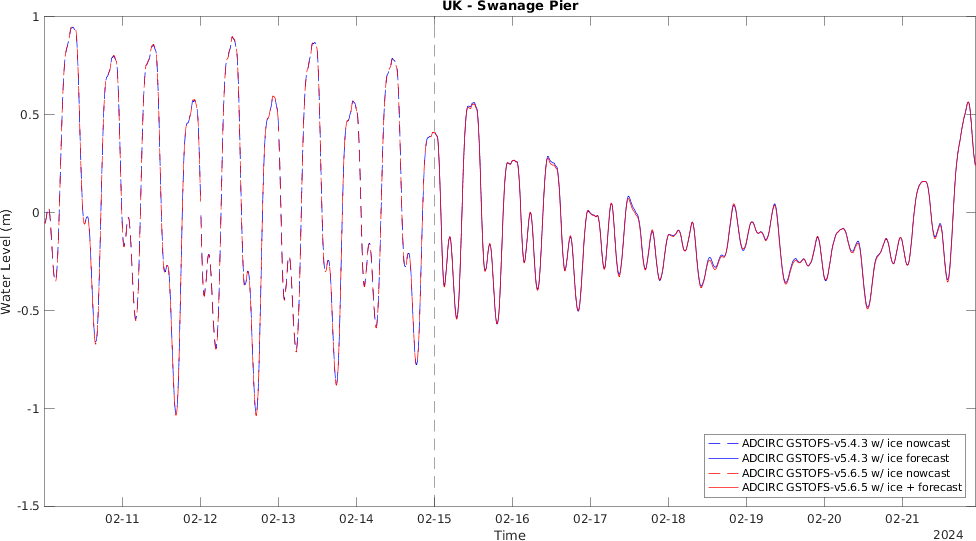 UK - Swanage Pier
1
0.5
0
-0.5
-1
-1.5
Water Level (m)
02-11 02-12 02-13 02-14 02-15 02-16 02-17 02-18 02-19 02-20 02-21
Time
2024
ADCIRC GSTOFS-v5.4.3 w/ ice nowcast
ADCIRC GSTOFS-v5.4.3 w/ ice forecast
ADCIRC GSTOFS-v5.6.5 w/ ice nowcast
ADCIRC GSTOFS-v5.6.5 w/ ice + forecast